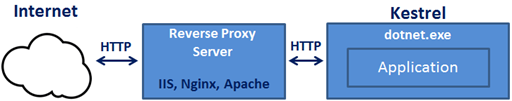 Internet
HTTP
Reverse Proxy
Server
IIS, Nginx, Apache
HTTP
Kestrel
dotnet.exe
Application